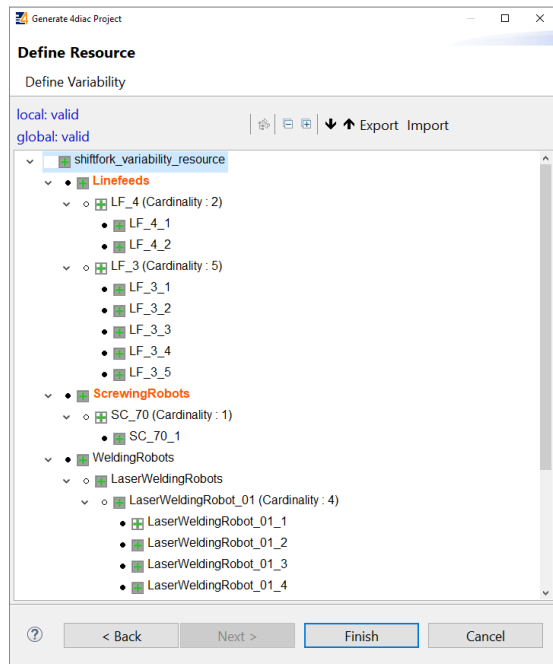 Generate 4diac Project
Define Resource
Define Variability
local: valid
global: valid
Export Import
shiftfork_variability_resource
Linefeeds
LF_4 (Cardinality : 2)
LF_4_1
LF_4_2
LF_3 (Cardinality : 5)
LF_3_1
LF_3_2
LF_3_3
LF_3_4
LF_3_5
ScrewingRobots
SC_70 (Cardinality : 1)
SC_70_1
WeldingRobots
LaserWeldingRobots
LaserWeldingRobot_01 (Cardinality : 4)
LaserWeldingRobot_01_1
LaserWeldingRobot_01_2
LaserWeldingRobot_01_3
LaserWeldingRobot_01_4
? < Back Next > Finish Cancel